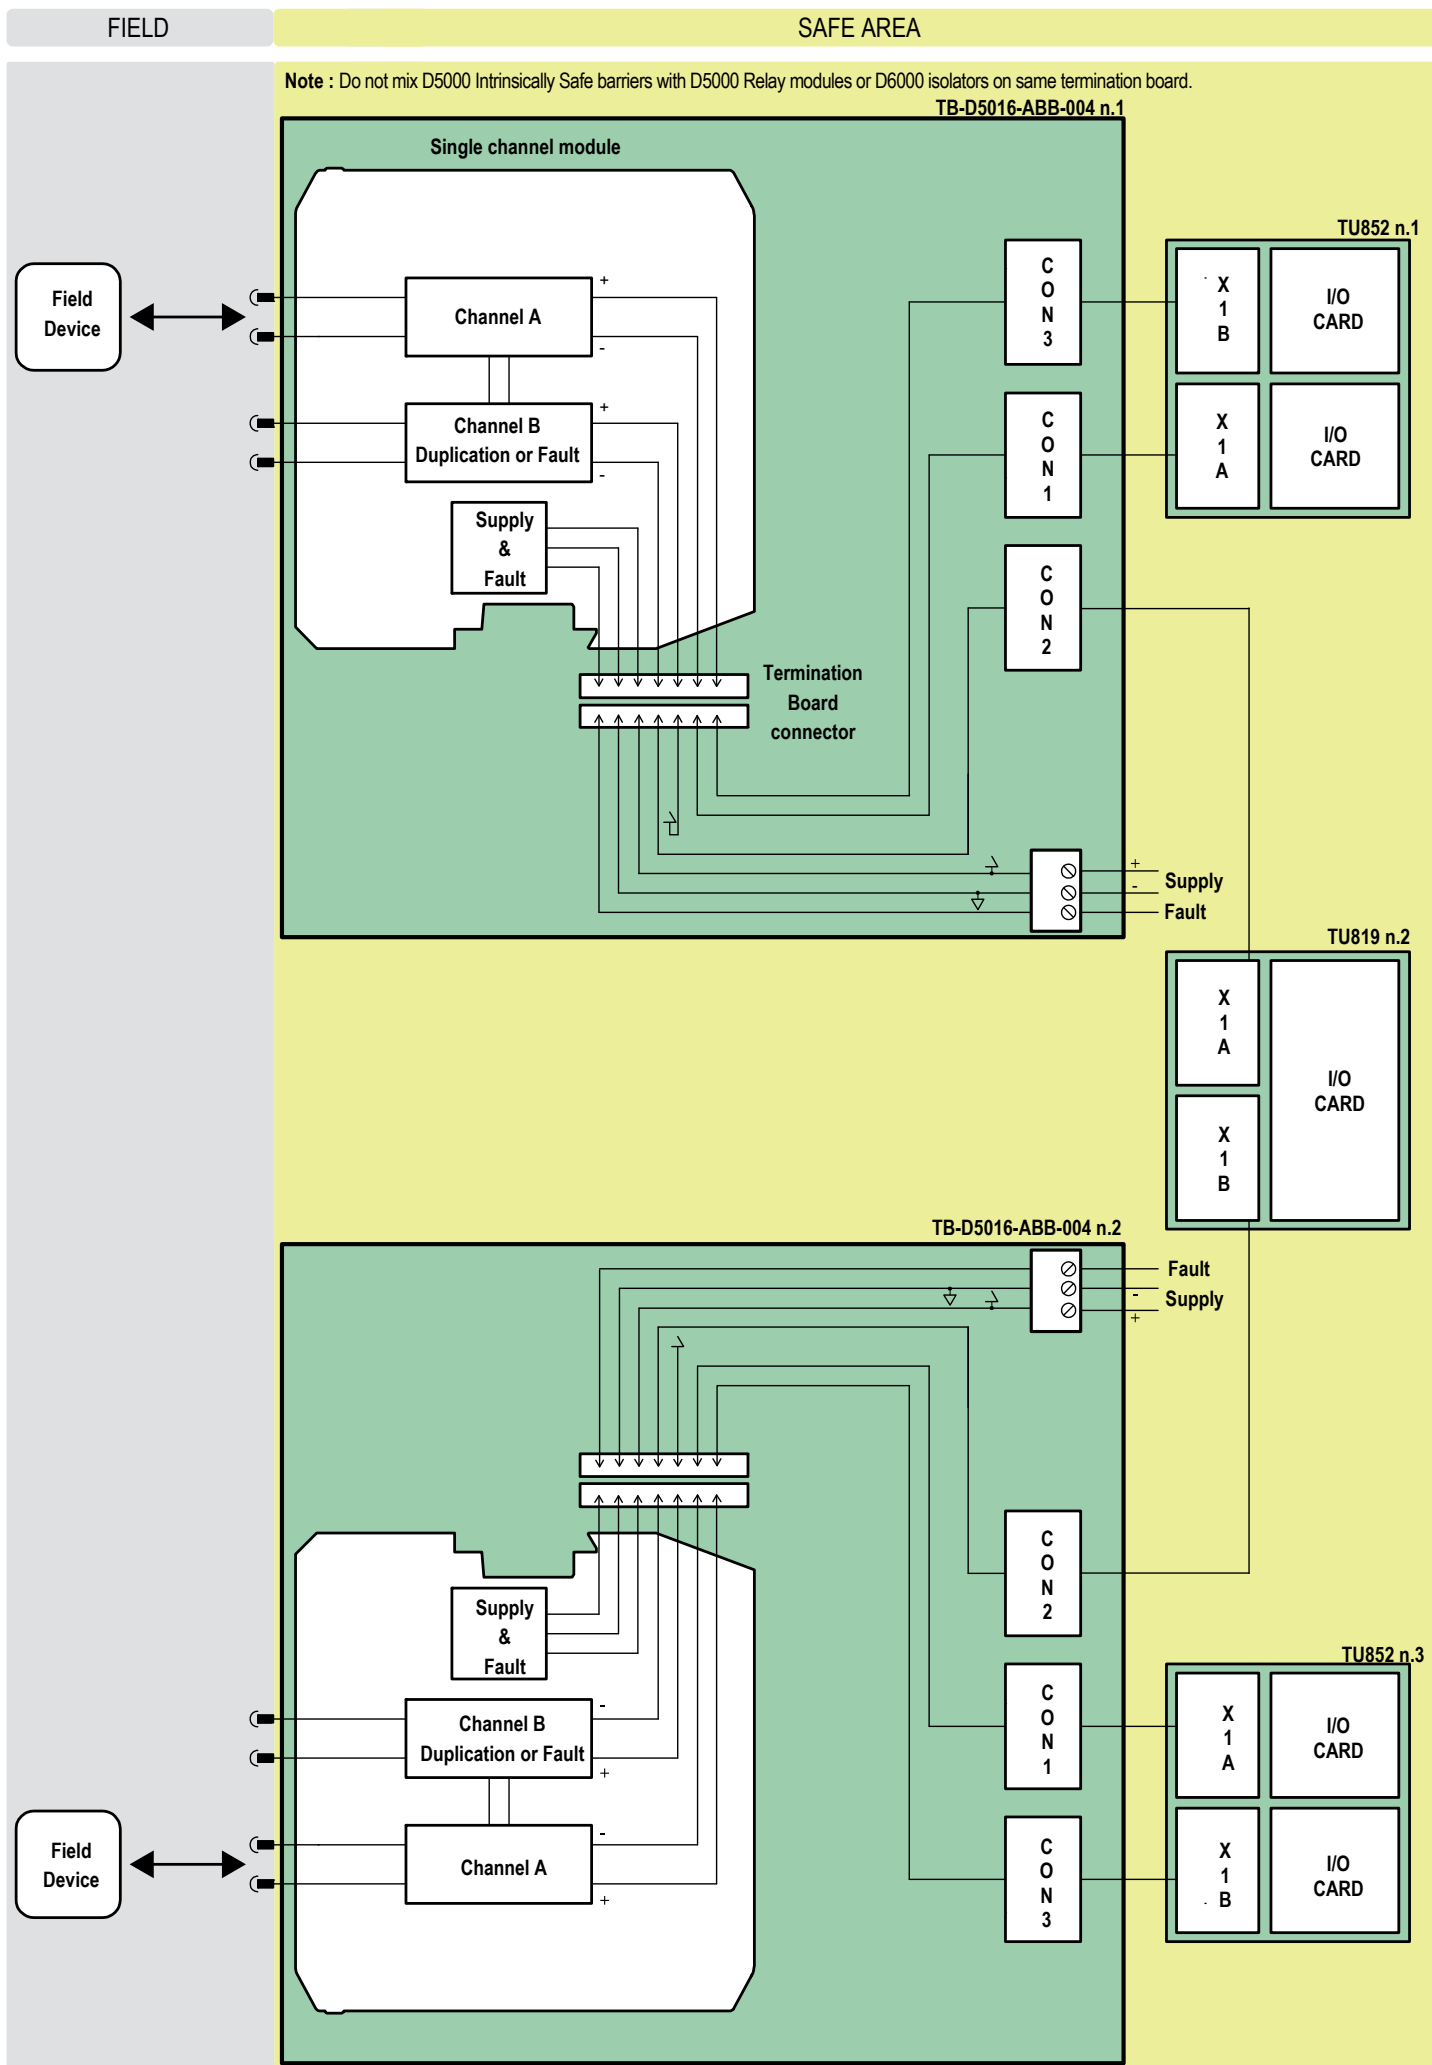 FIELD
SAFE AREA
Note : Do not mix D5000 Intrinsically Safe barriers with D5000 Relay modules or D6000 isolators on same termination board.
TB-D5016-ABB-004 n.1
Single channel module
TU852 n.1
Field
Device
Channel A
+
-
Channel B
Duplication or Fault
+
-
Supply
&
Fault
C
O
N
3
X
1
B
I/O
CARD
C
O
N
1
X
1
A
I/O
CARD
C
O
N
2
Termination
Board
connector
+
-
Supply
Fault
TU819 n.2
X
1
A
I/O
CARD
X
1
B
TB-D5016-ABB-004 n.2
Fault
-
Supply
+
C
O
N
2
Supply
&
Fault
TU852 n.3
C
O
N
1
X
1
A
I/O
CARD
Channel B
Duplication or Fault
-
+
Field
Device
Channel A
-
+
C
O
N
3
X
1
B
I/O
CARD